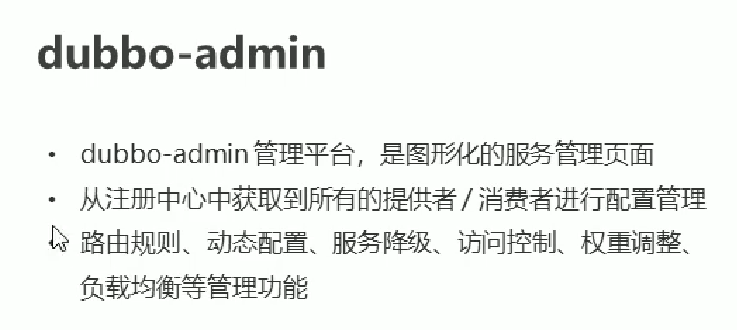 dubbo-admin
• dubbo-admin 管理平台，是图形化的服务管理页面
• 从注册中心中获取到所有的提供者 / 消费者进行配置管理
路由规则、动态配置、服务降级、访问控制、权重调整、
负载均衡等管理功能